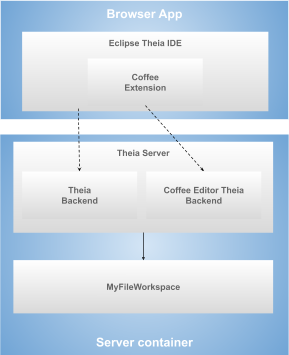 Browser App
Eclipse Theia IDE
Coffee
Extension
Theia Server
Theia
Backend
Coffee Editor Theia
Backend
MyFileWorkspace
Server container